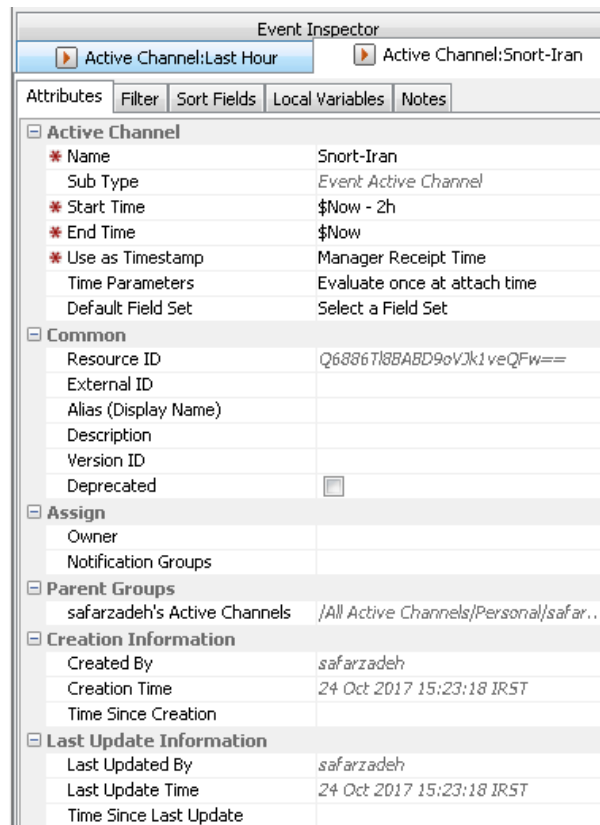 Event Inspector
Active Channel:Last Hour Active Channel:Snort-Iran
Attributes Filter Sort Fields Local Variables Notes
Active Channel
* Name Snort-Iran
Sub Type Event Active Channel
* Start Time $Now - 2h
* End Time $Now
* Use as Timestamp Manager Receipt Time
Time Parameters Evaluate once at attach time
Default Field Set Select a Field Set
Common
Resource ID
External ID
Alias (Display Name)
Description
Version ID
Deprecated
Assign
Owner
Notification Groups
Parent Groups
safarzadeh's Active Channels /All Active Channels/Personal/safar...
Creation Information
Created By safarzadeh
Creation Time 24 Oct 2017 15:23:18 IRST
Time Since Creation
Last Update Information
Last Updated By safarzadeh
Last Update Time 24 Oct 2017 15:23:18 IRST
Time Since Last Update